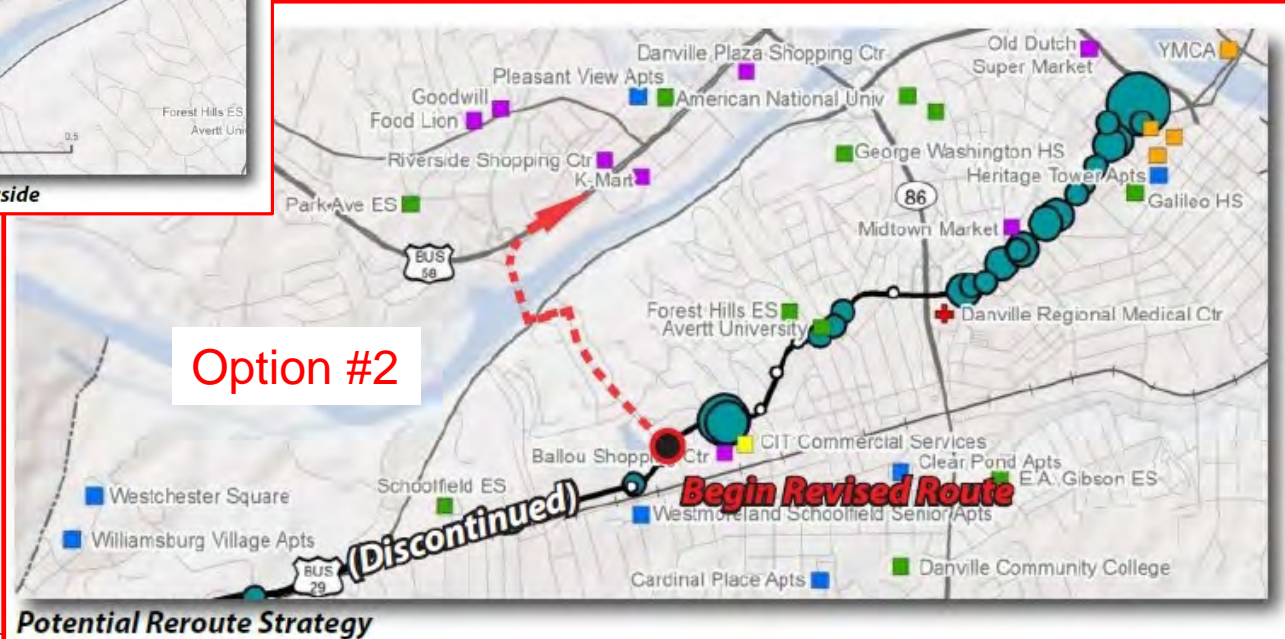 Forest Hills ES
0.5
side
Danville Plaza Shopping Ctr
Old Dutch
Super Market
YMCA
Pleasant View Apts
American National Univ
Goodwill
Food Lion
George Washington HS
Riverside Shopping Ctr
K-Mart
Heritage Tower Apts
Park Ave ES
86
Galileo HS
Midtown Market
BUS
58
Forest Hills ES
Avertt University
Danville Regional Medical Ctr
Option #2
CIT Commercial Services
Ballou Shopping Ctr
Clear Pond Apts
E.A. Gibson ES
Schoolfield ES
Begin Revised Route
Westchester Square
(Discontinued)
Westmoreland Schoolfield Senior Apts
Williamsburg Village Apts
BUS
29
Cardinal Place Apts
Danville Community College
Potential Reroute Strategy